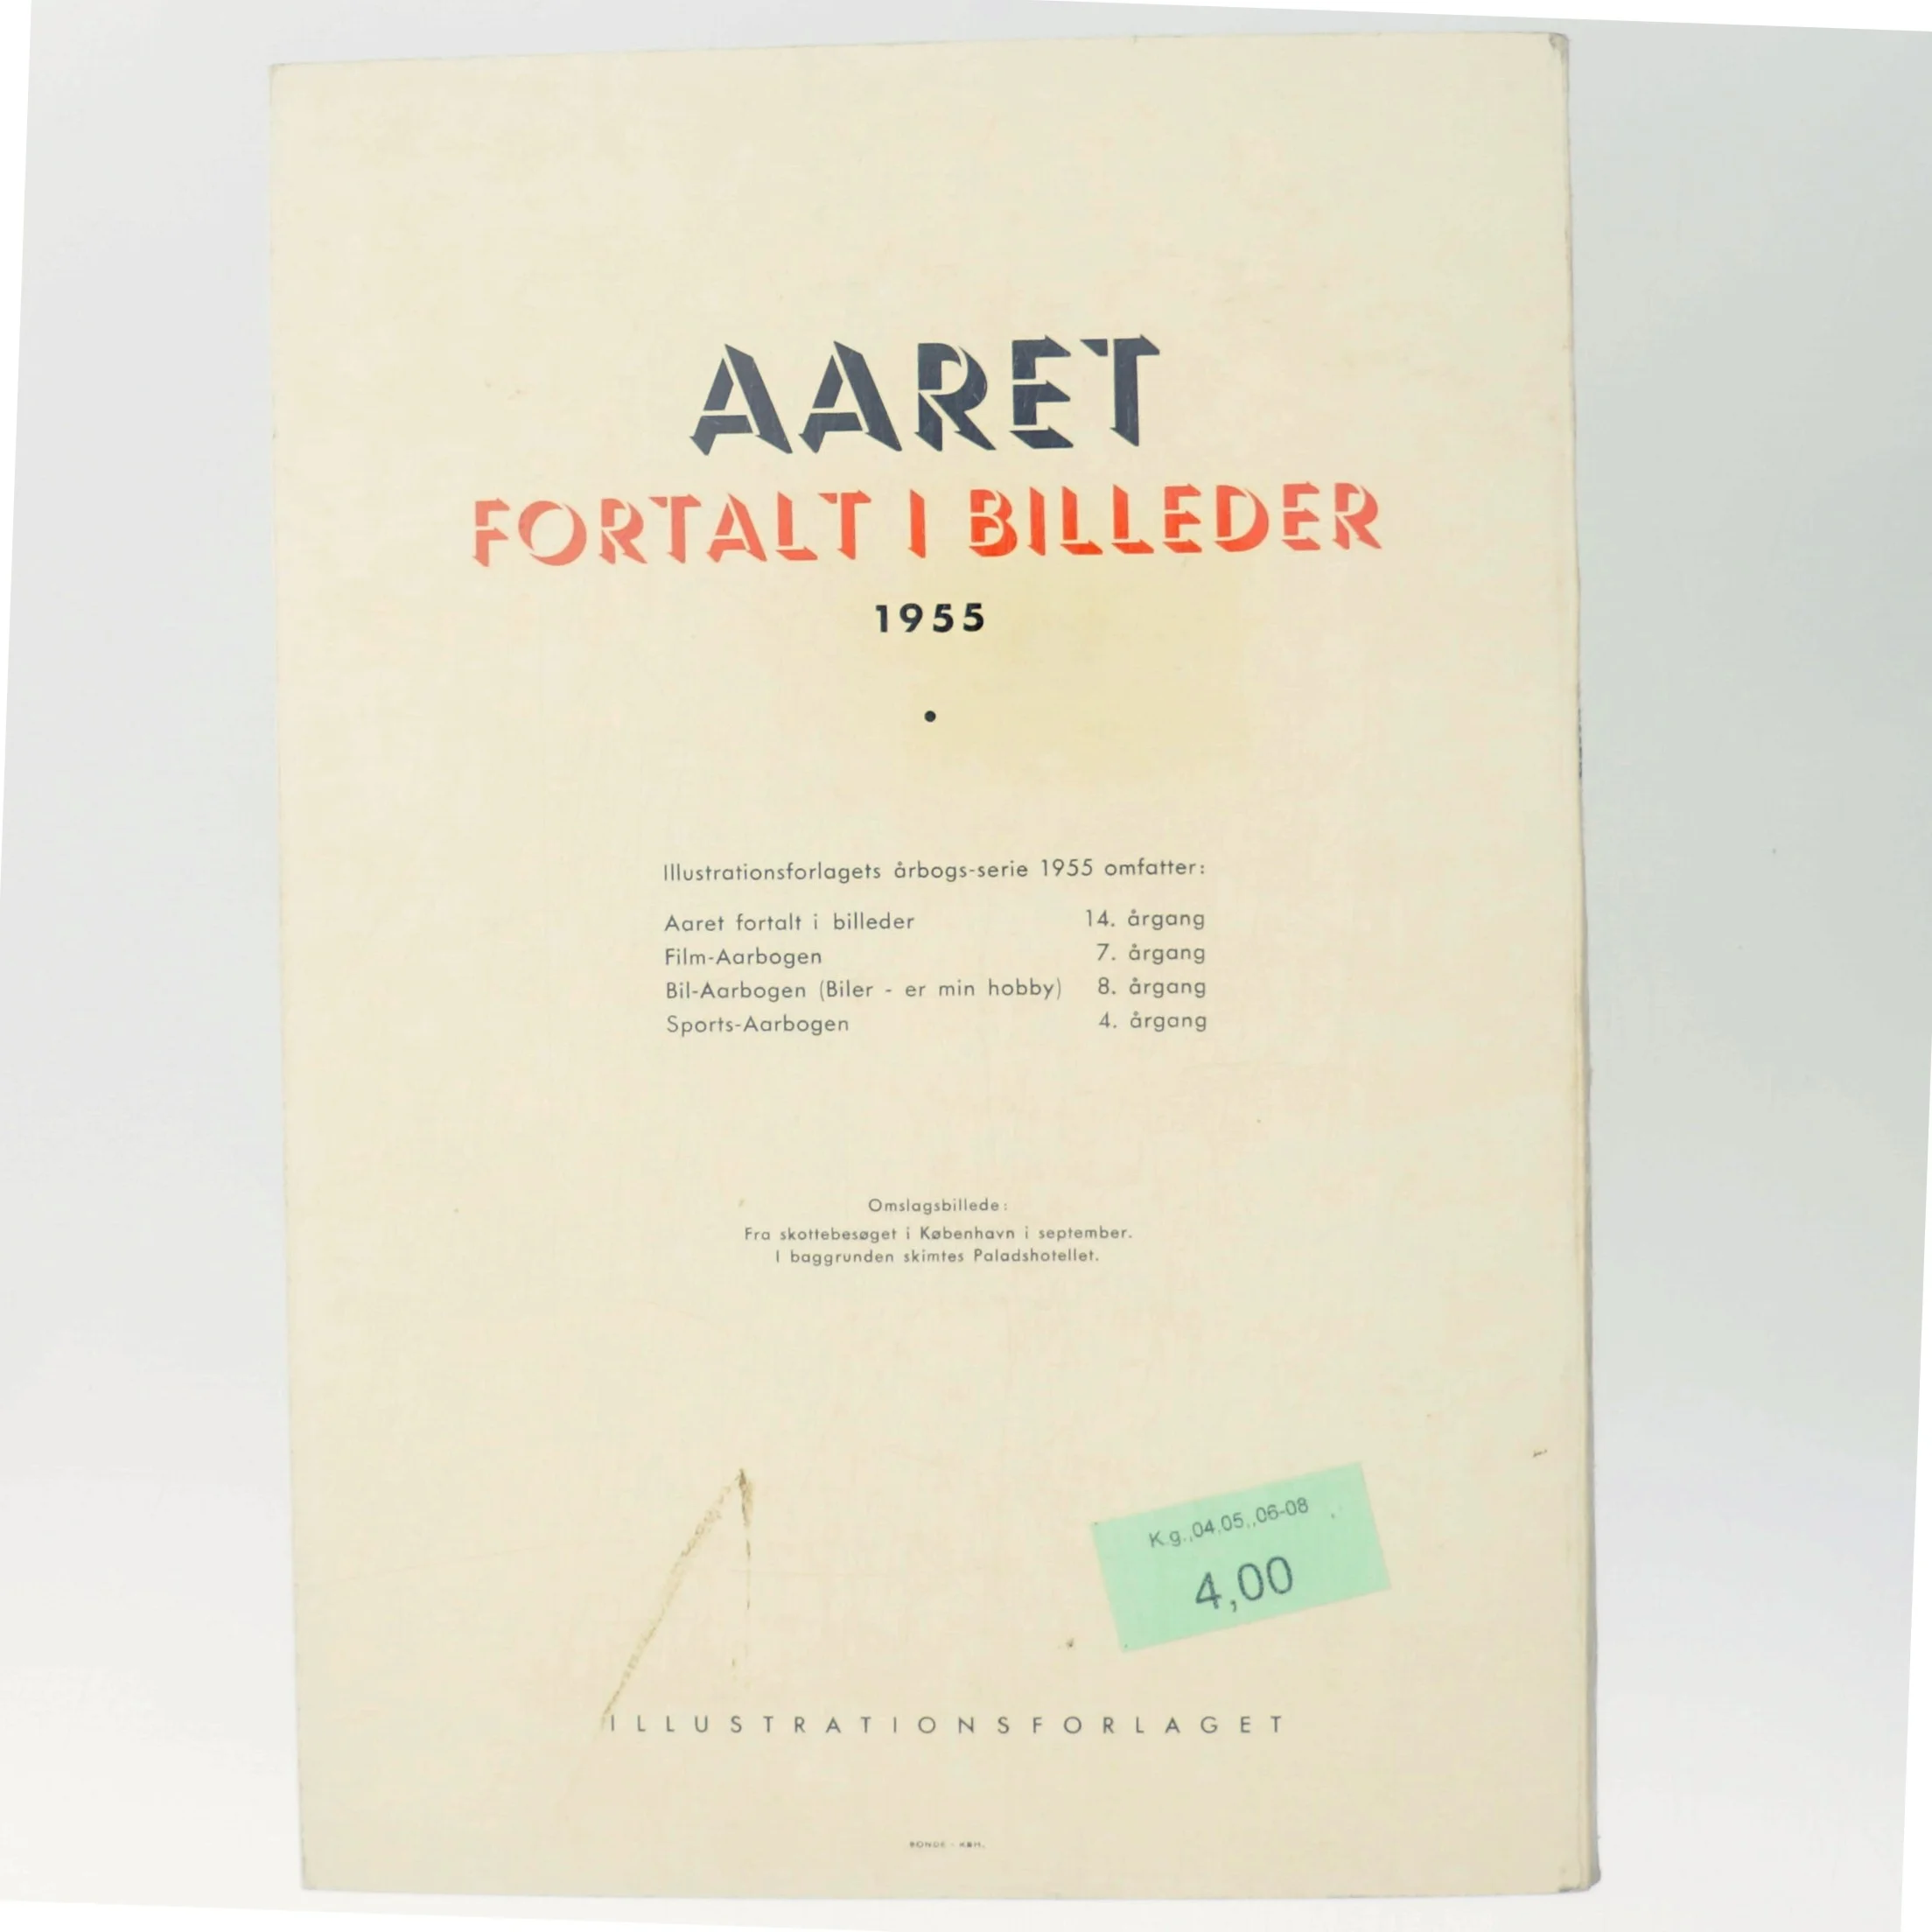 AARET
FORTALT I BILLEDER
1955
•
Illustrationsforlagets årbogs-serie 1955 omfatter:
Aaret fortalt i billeder 14. årgang
Film-Aarbogen 7. årgang
Bil-Aarbogen (Biler - er min hobby) 8. årgang
Sports-Aarbogen 4. årgang
Omslagsbillede:
Fra skottebesøget i København i september.
I baggrunden skimtes Paladshotellet.
K.g.,04,05,,06-08
4,00
ILLUSTRATIONSFORLAGET
BONDE - KBH.